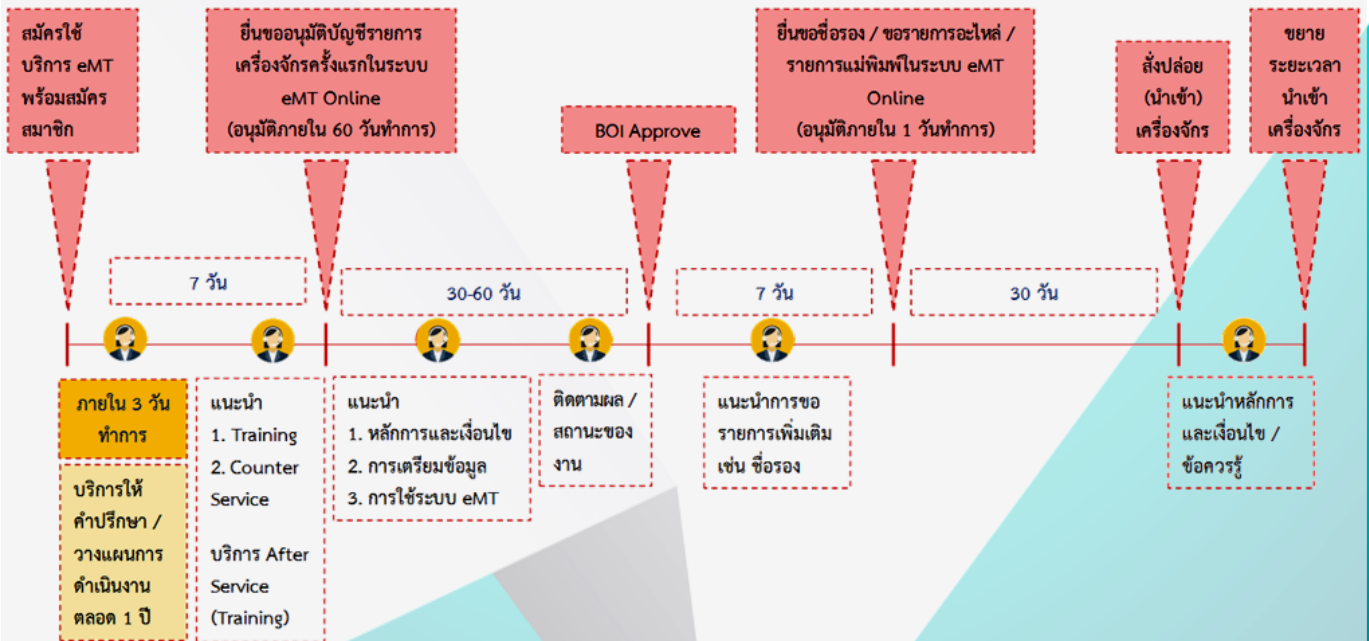 สมัครใช้
บริการ eMT
พร้อมสมัคร
สมาชิก
ยื่นขออนุมัติบัญชีรายการ
เครื่องจักรครั้งแรกในระบบ
eMT Online
(อนุมัติภายใน 60 วันทำการ)
BOI Approve
ยื่นขอชื่อรอง / ขอรายการอะไหล่ /
รายการแม่พิมพ์ในระบบ eMT
Online
(อนุมัติภายใน 1 วันทำการ)
สั่งปล่อย
(นำเข้า)
เครื่องจักร
ขยาย
ระยะเวลา
นำเข้า
เครื่องจักร
7 วัน
30-60 วัน
7 วัน
30 วัน
ภายใน 3 วัน
ทำการ
บริการให้
คำปรึกษา /
วางแผนการ
ดำเนินงาน
ตลอด 1 ปี
แนะนำ
1. Training
2. Counter
Service
บริการ After
Service
(Training)
แนะนำ
1. หลักการและเงื่อนไข
2. การเตรียมข้อมูล
3. การใช้ระบบ eMT
ติดตามผล /
สถานะของ
งาน
แนะนำการขอ
รายการเพิ่มเติม
เช่น ชื่อรอง
แนะนำหลักการ
และเงื่อนไข /
ข้อควรรู้